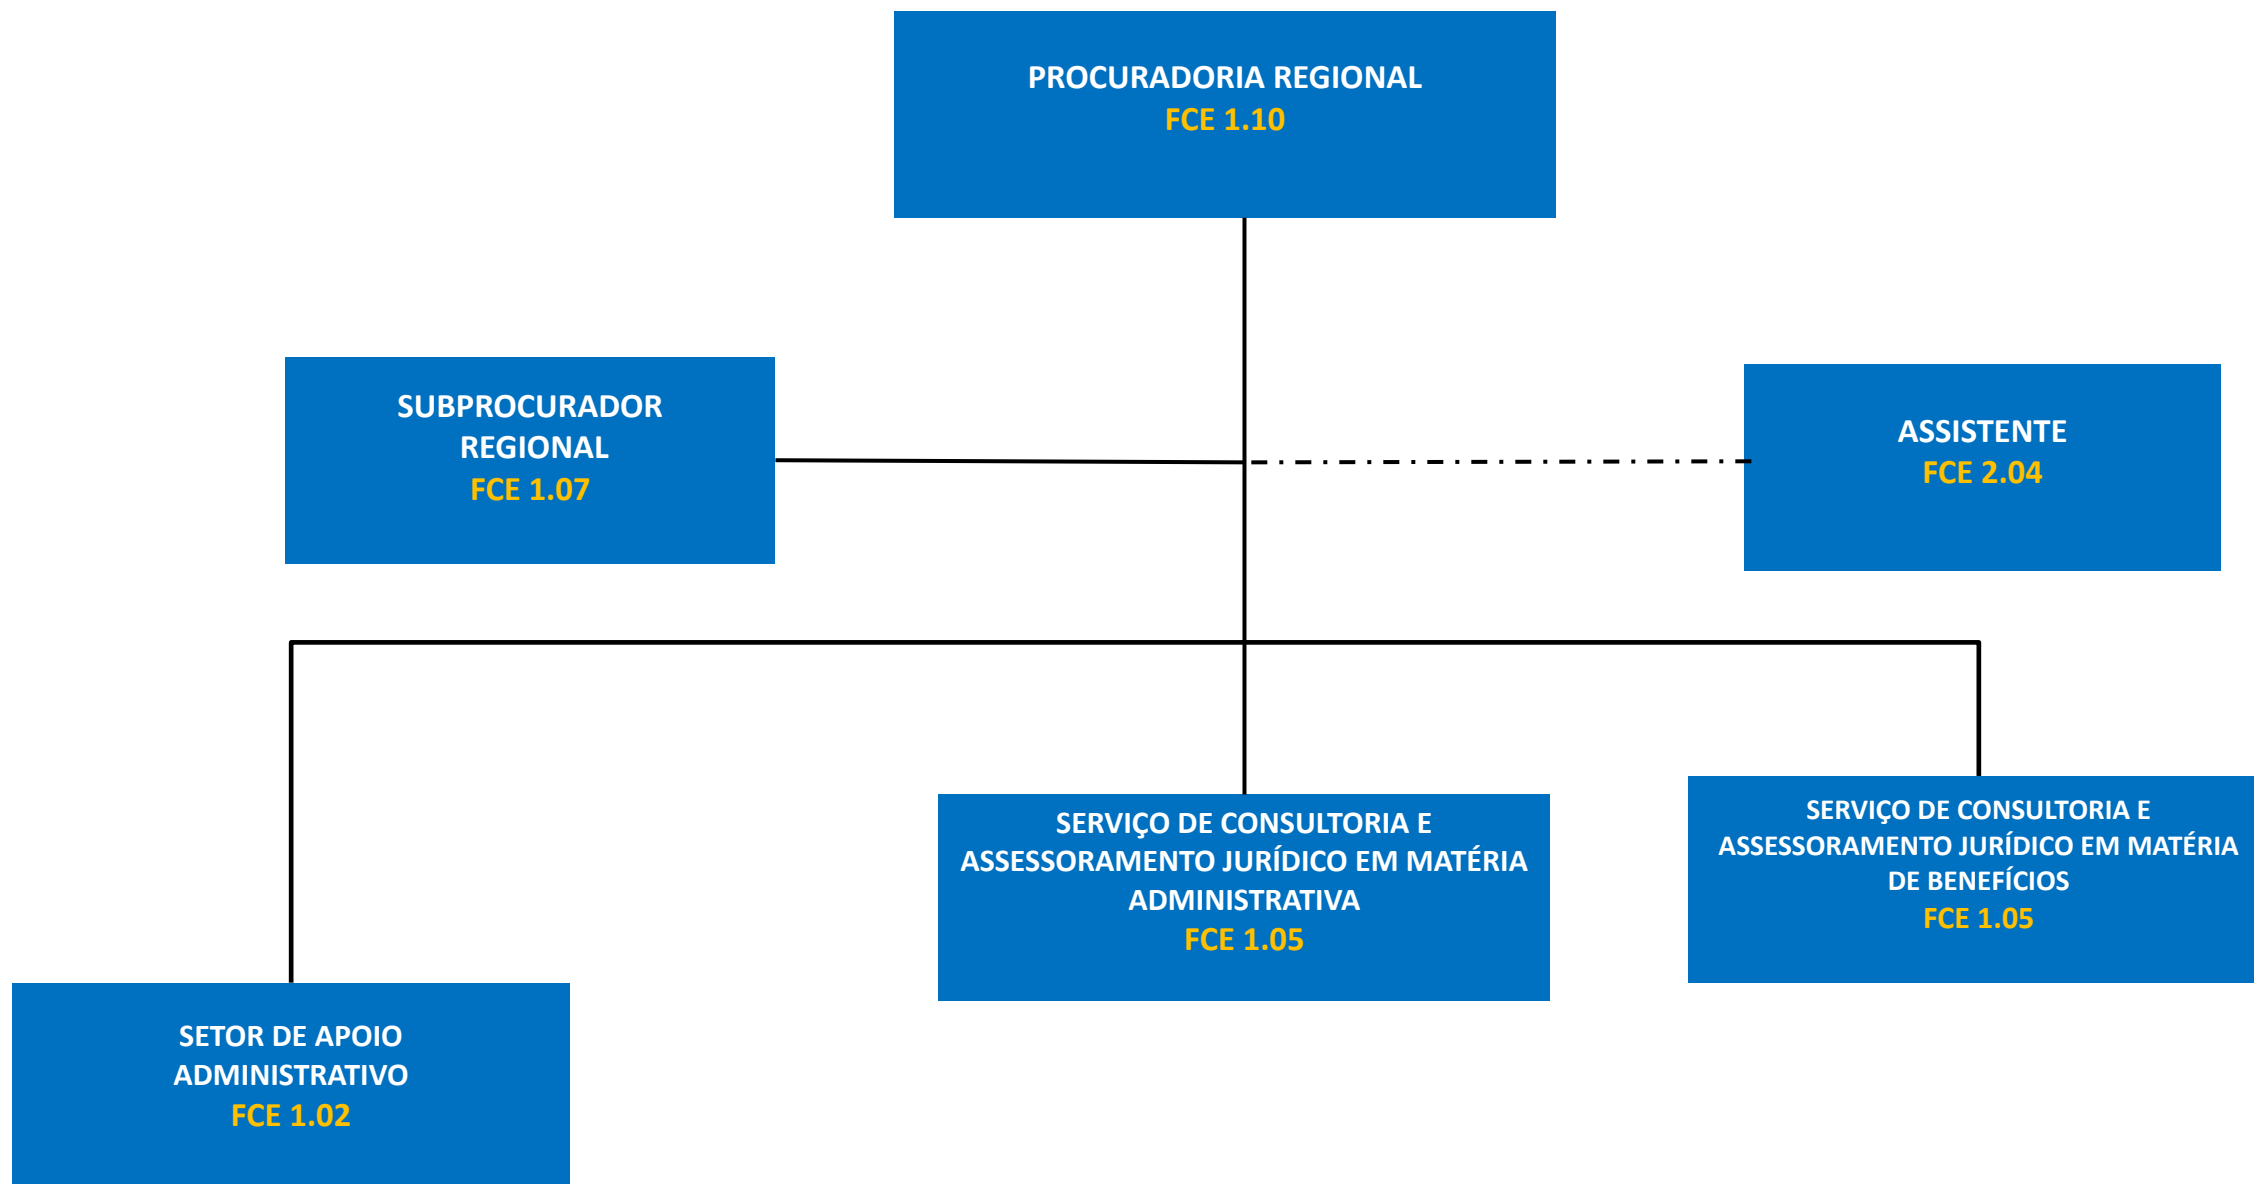 PROCURADORIA REGIONAL
FCE 1.10
SUBPROCURADOR
REGIONAL
FCE 1.07
ASSISTENTE
FCE 2.04
SERVIÇO DE CONSULTORIA E
ASSESSORAMENTO JURÍDICO EM MATÉRIA
ADMINISTRATIVA
FCE 1.05
SERVIÇO DE CONSULTORIA E
ASSESSORAMENTO JURÍDICO EM MATÉRIA
DE BENEFÍCIOS
FCE 1.05
SETOR DE APOIO
ADMINISTRATIVO
FCE 1.02